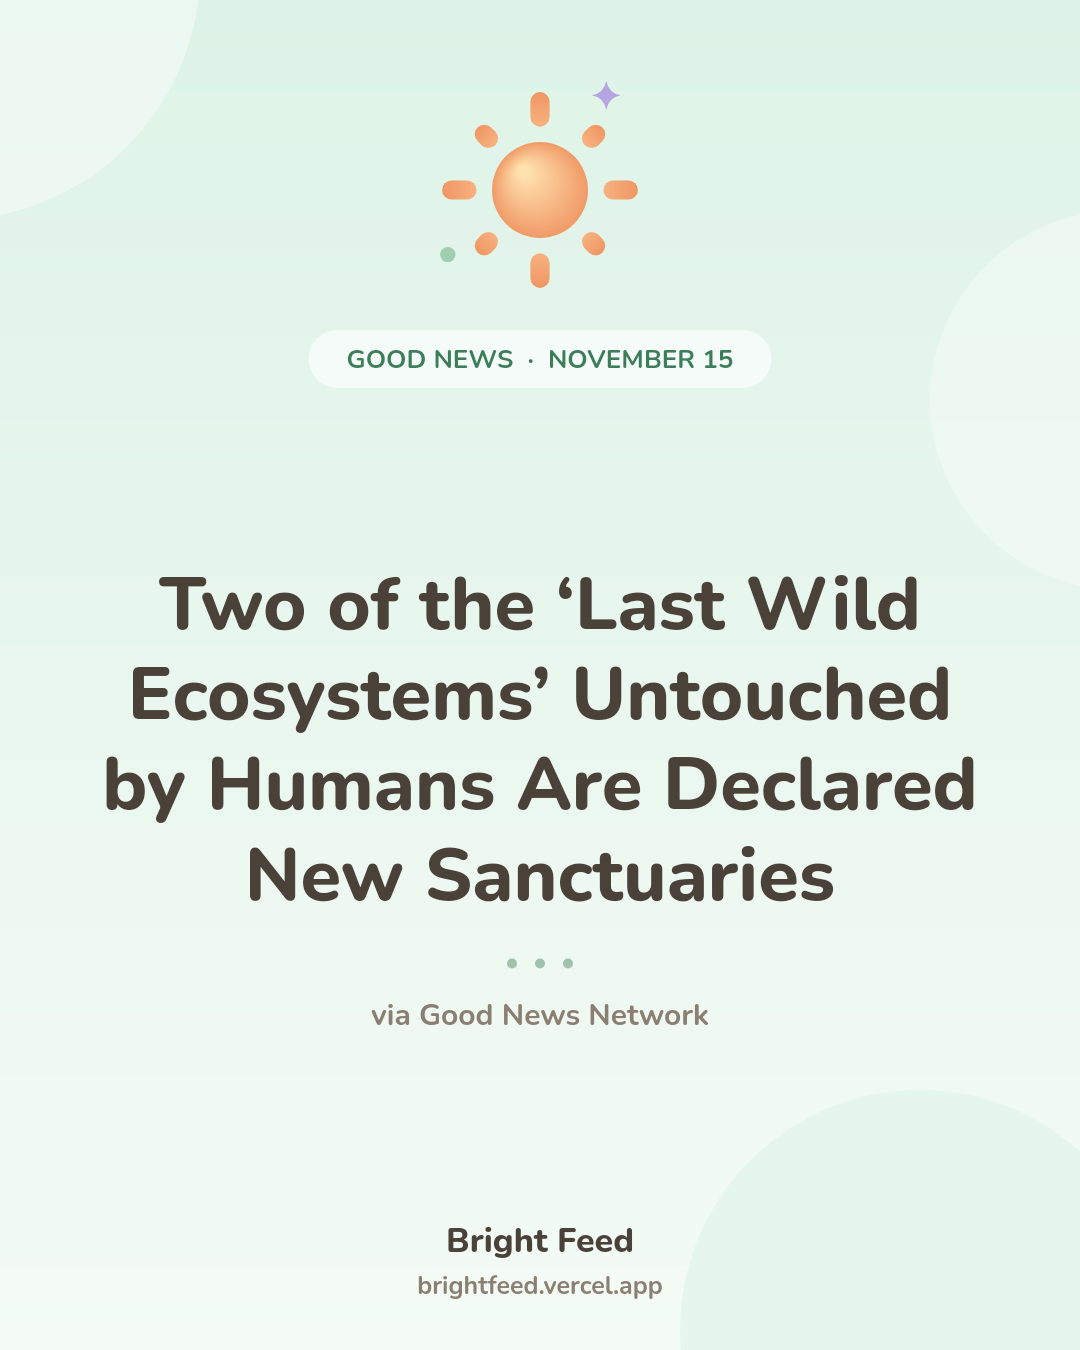 GOOD NEWS · NOVEMBER 15
Two of the ‘Last Wild
Ecosystems’ Untouched
by Humans Are Declared
New Sanctuaries
via Good News Network
Bright Feed
brightfeed.vercel.app